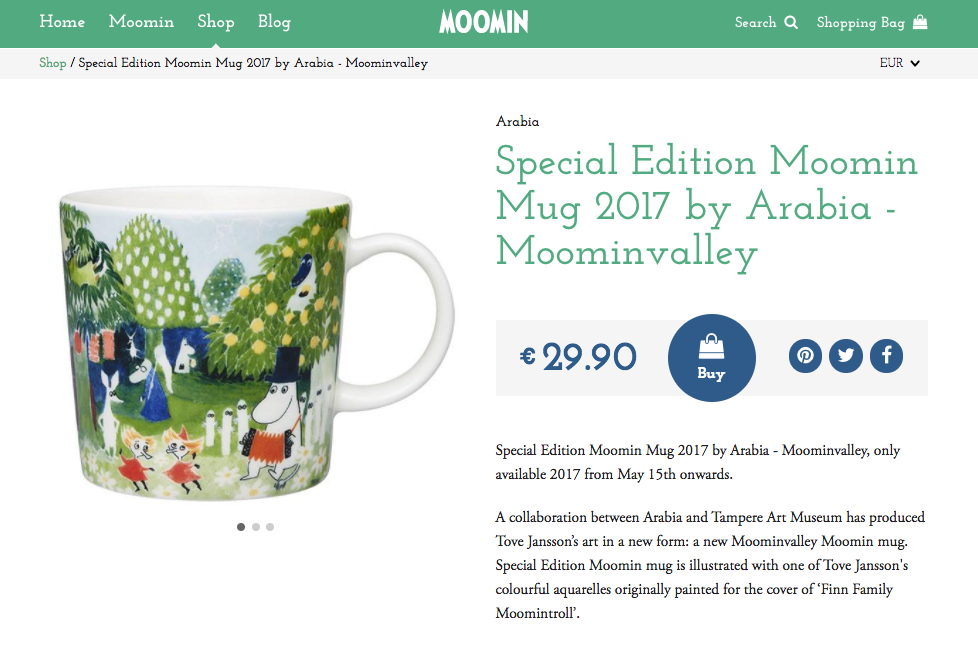 Home Moomin Shop Blog MOOMIN Search Shopping Bag
Shop / Special Edition Moomin Mug 2017 by Arabia - Moominvalley EUR
Arabia
Special Edition Moomin
Mug 2017 by Arabia -
Moominvalley
€ 29.90
Buy
Special Edition Moomin Mug 2017 by Arabia - Moominvalley, only
available 2017 from May 15th onwards.
A collaboration between Arabia and Tampere Art Museum has produced
Tove Jansson’s art in a new form: a new Moominvalley Moomin mug.
Special Edition Moomin mug is illustrated with one of Tove Jansson's
colourful aquarelles originally painted for the cover of ‘Finn Family
Moomintroll’.